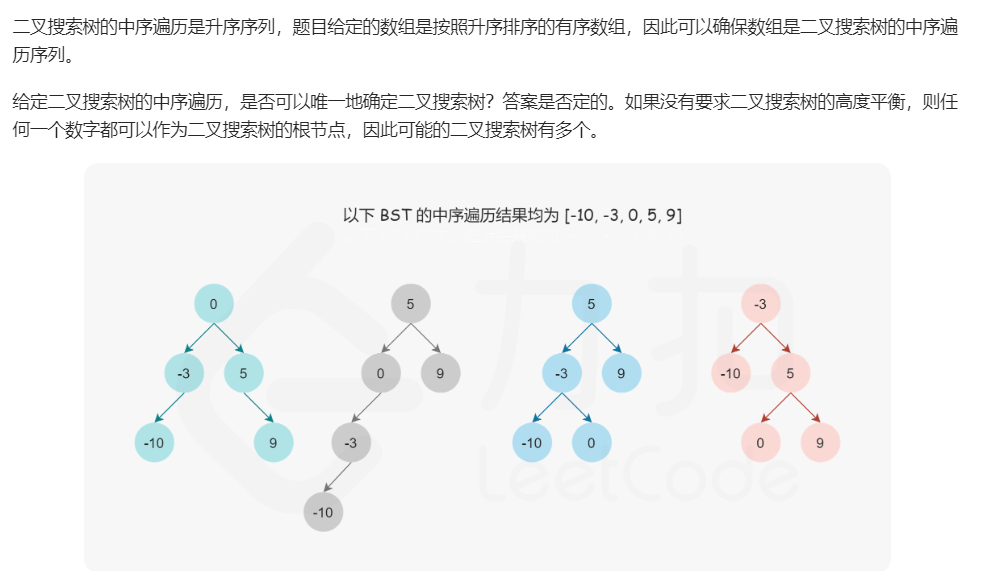 二叉搜索树的中序遍历是升序序列，题目给定的数组是按照升序排序的有序数组，因此可以确保数组是二叉搜索树的中序遍
历序列。
给定二叉搜索树的中序遍历，是否可以唯一地确定二叉搜索树？答案是否定的。如果没有要求二叉搜索树的高度平衡，则任
何一个数字都可以作为二叉搜索树的根节点，因此可能的二叉搜索树有多个。
以下 BST 的中序遍历结果均为 [-10, -3, 0, 5, 9]
0 5 5 -3
-3 5 0 9 -3 9 -10 5
-10 9 -3 -10 0 0 9
-10
力扣
LeetCode